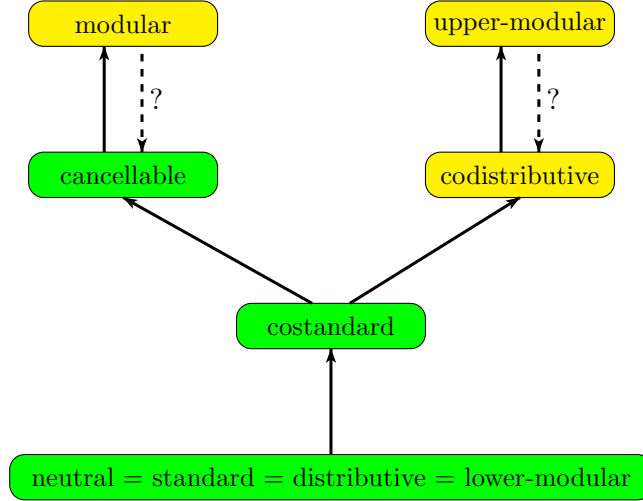 modular
upper-modular
?
?
cancellable
codistributive
costandard
neutral = standard = distributive = lower-modular